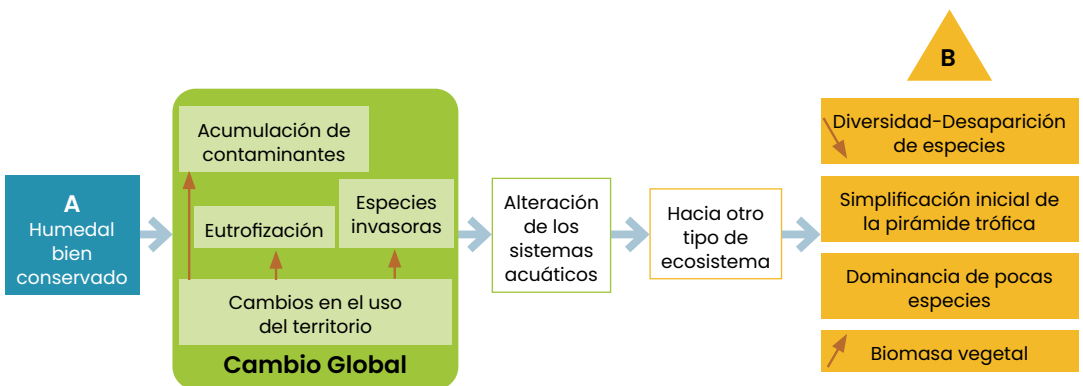 A
Humedal
bien
conservado
Acumulación de
contaminantes
Eutrofización
Especies
invasoras
Cambios en el uso
del territorio
Cambio Global
Alteración
de los
sistemas
acuáticos
Hacia otro
tipo de
ecosistema
B
Diversidad-Desaparición
de especies
Simplificación inicial de
la pirámide trófica
Dominancia de pocas
especies
Biomasa vegetal